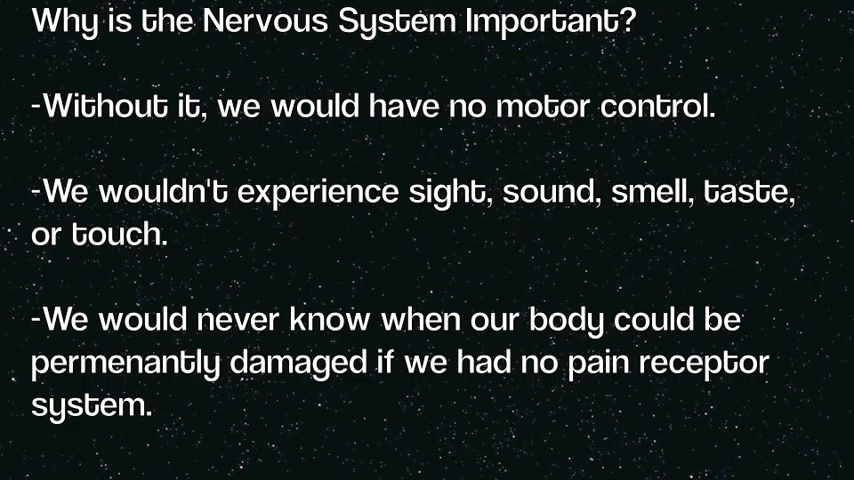 Why is the Nervous System Important?
-Without it, we would have no motor control.
-We wouldn't experience sight, sound, smell, taste,
or touch.
-We would never know when our body could be
permenantly damaged if we had no pain receptor
system.